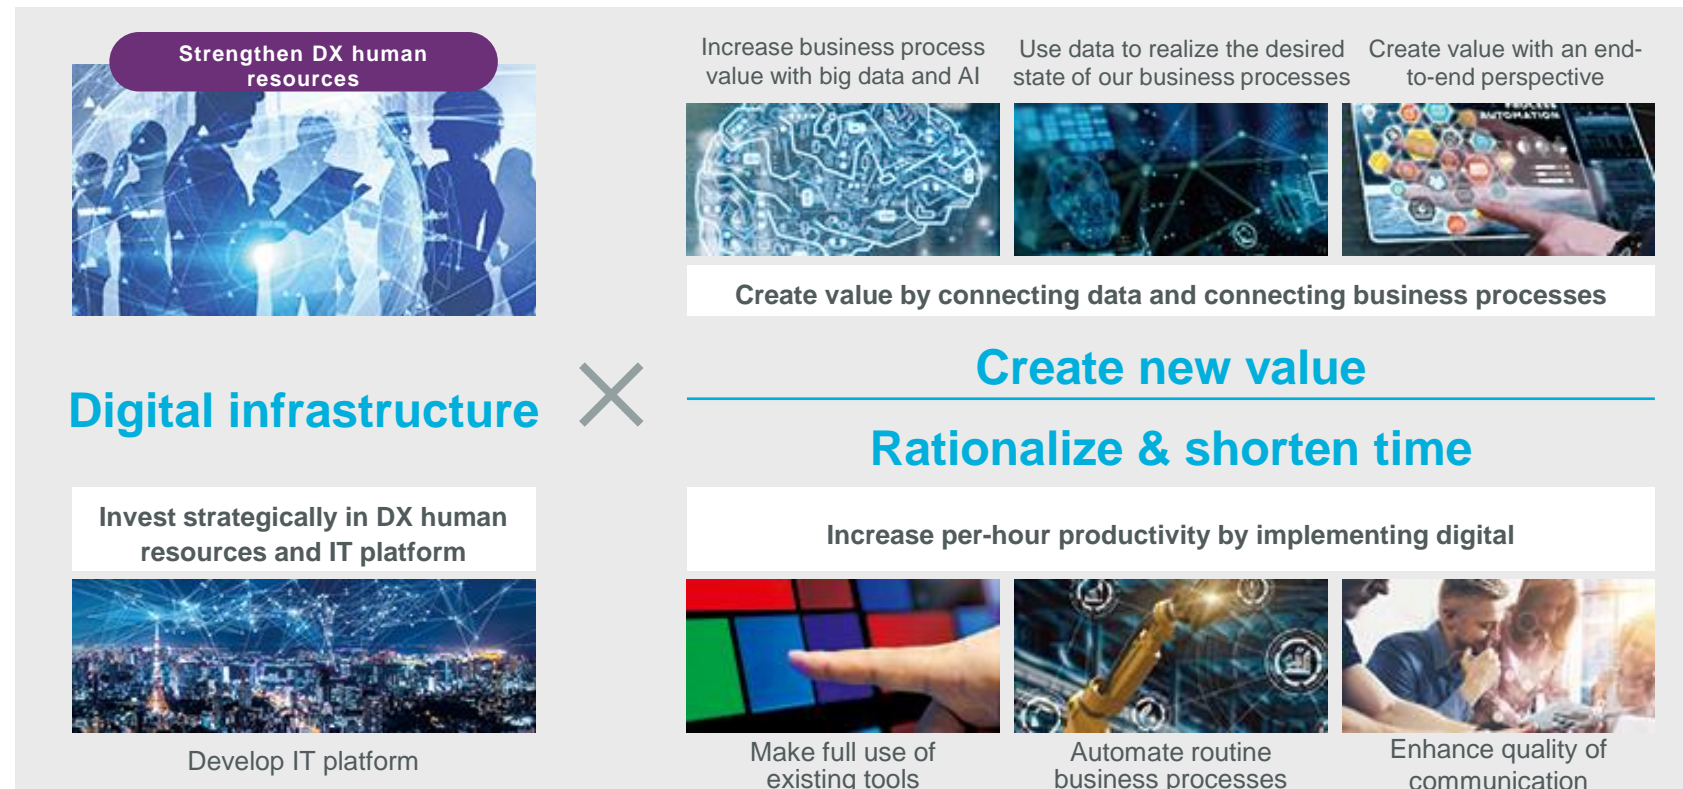 Strengthen DX human
resources
Digital infrastructure
Invest strategically in DX human
resources and IT platform
Develop IT platform
×
Increase business process
value with big data and AI
Use data to realize the desired
state of our business processes
Create value with an end-
to-end perspective
PROCESS
AUTOMATION
Create value by connecting data and connecting business processes
Create new value
Rationalize & shorten time
Increase per-hour productivity by implementing digital
Make full use of
existing tools
Automate routine
business processes
Enhance quality of
communication